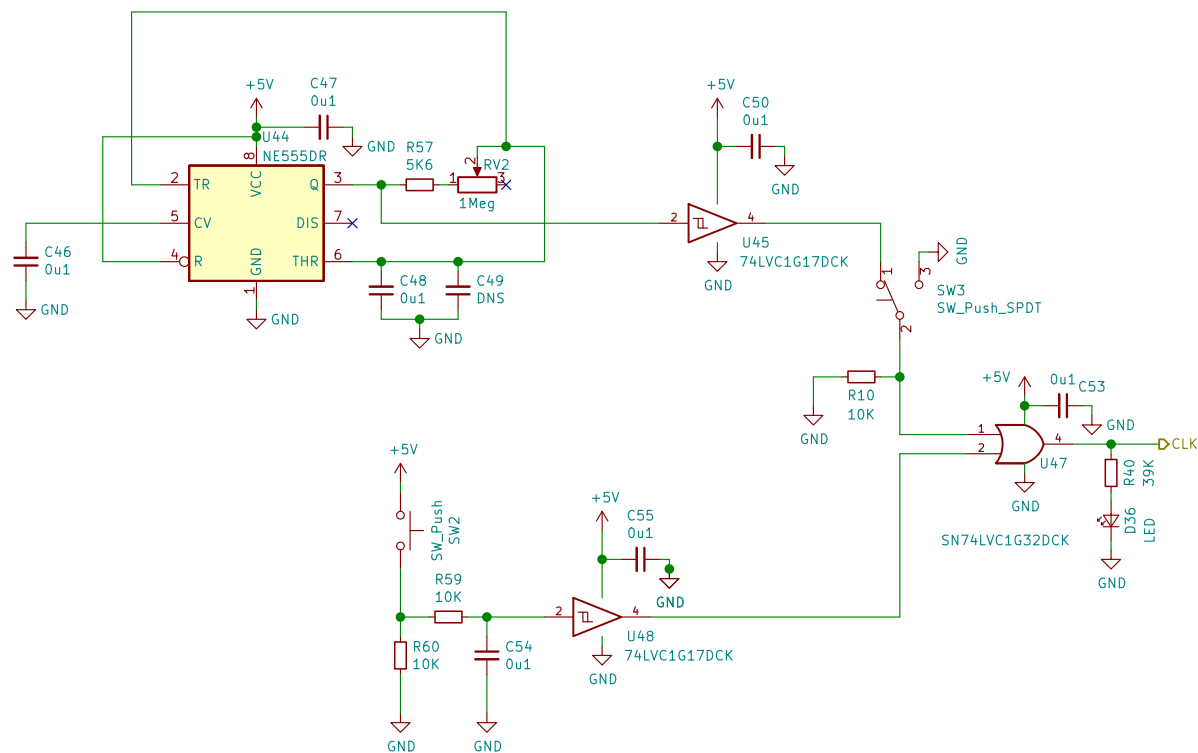 +5V
C47
0u1
GND
U44
NE555DR
8
VCC
2
TR
Q
3
5
CV
DIS
7
4
R
GND
THR
6
1
GND
C46
0u1
GND
R57
5K6
2
RV2
1
3
1Meg
C48
0u1
C49
DNS
GND
+5V
C50
0u1
GND
2
4
U45
74LVC1G17DCK
GND
GND
1
3
SW3
SW_Push_SPDT
2
R10
10K
GND
+5V
0u1
C53
GND
1
2
4
U47
CLK
GND
SN74LVC1G32DCK
R40
39K
D36
LED
GND
+5V
SW_Push
SW2
R59
10K
R60
10K
GND
C54
0u1
GND
+5V
C55
0u1
GND
2
4
U48
74LVC1G17DCK
GND